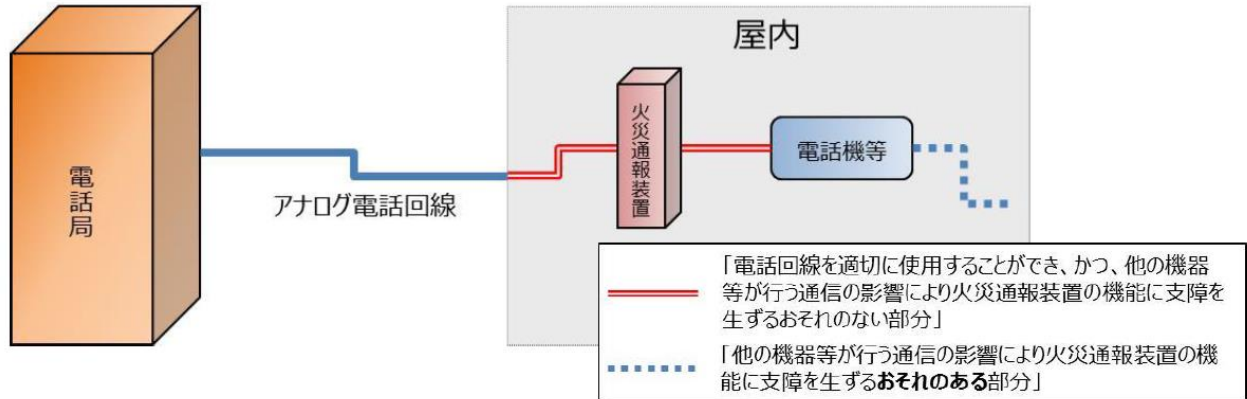 屋内
火災通報装置
電話機等
電話局
アナログ電話回線
「電話回線を適切に使用することができ、かつ、他の機器
等が行う通信の影響により火災通報装置の機能に支障を
生ずるおそれのない部分」
「他の機器等が行う通信の影響により火災通報装置の機
能に支障を生ずるおそれのある部分」